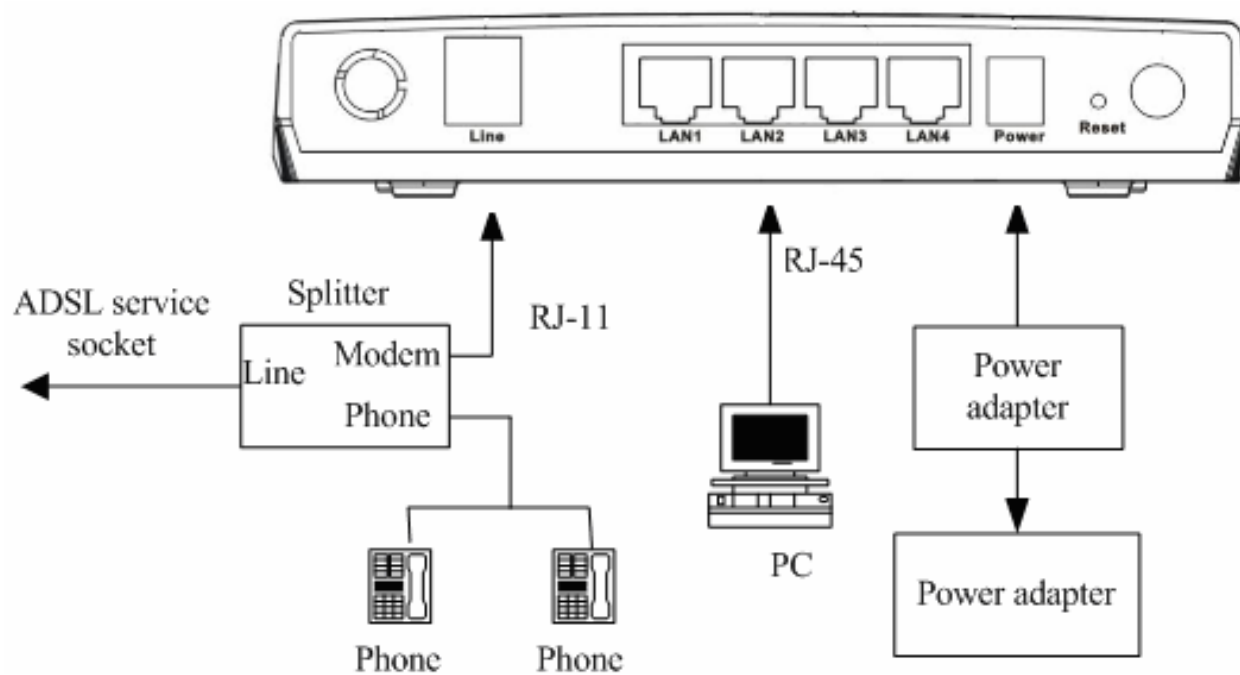 Line
LAN1 LAN2 LAN3 LAN4
Power
Reset
RJ-45
ADSL service
socket
Splitter
RJ-11
Line
Modem
Phone
Power
adapter
PC
Power adapter
Phone
Phone